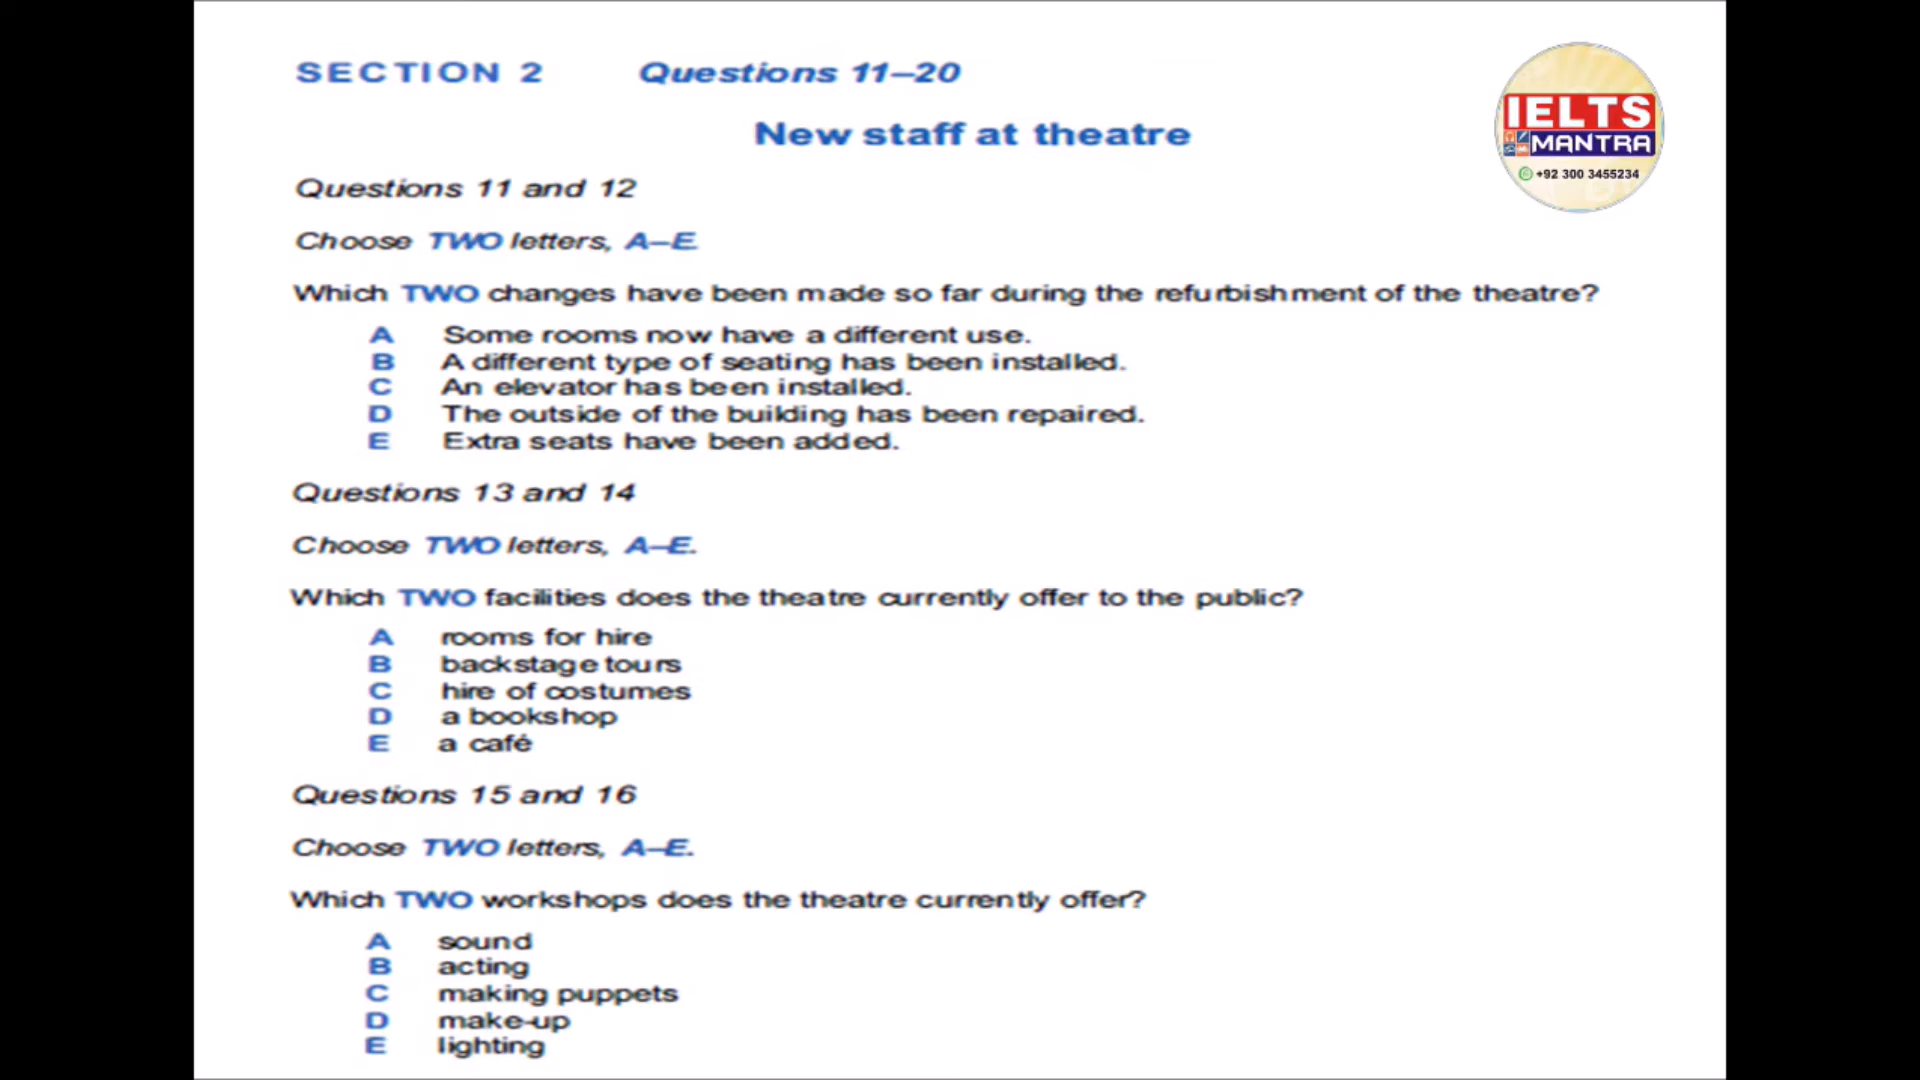 SECTION 2 Questions 11–20
IELTS
MANTRA
+92 300 3455234
New staff at theatre
Questions 11 and 12
Choose TWO letters, A–E.
Which TWO changes have been made so far during the refurbishment of the theatre?
A Some rooms now have a different use.
B A different type of seating has been installed.
C An elevator has been installed.
D The outside of the building has been repaired.
E Extra seats have been added.
Questions 13 and 14
Choose TWO letters, A–E.
Which TWO facilities does the theatre currently offer to the public?
A rooms for hire
B backstage tours
C hire of costumes
D a bookshop
E a café
Questions 15 and 16
Choose TWO letters, A–E.
Which TWO workshops does the theatre currently offer?
A sound
B acting
C making puppets
D make-up
E lighting